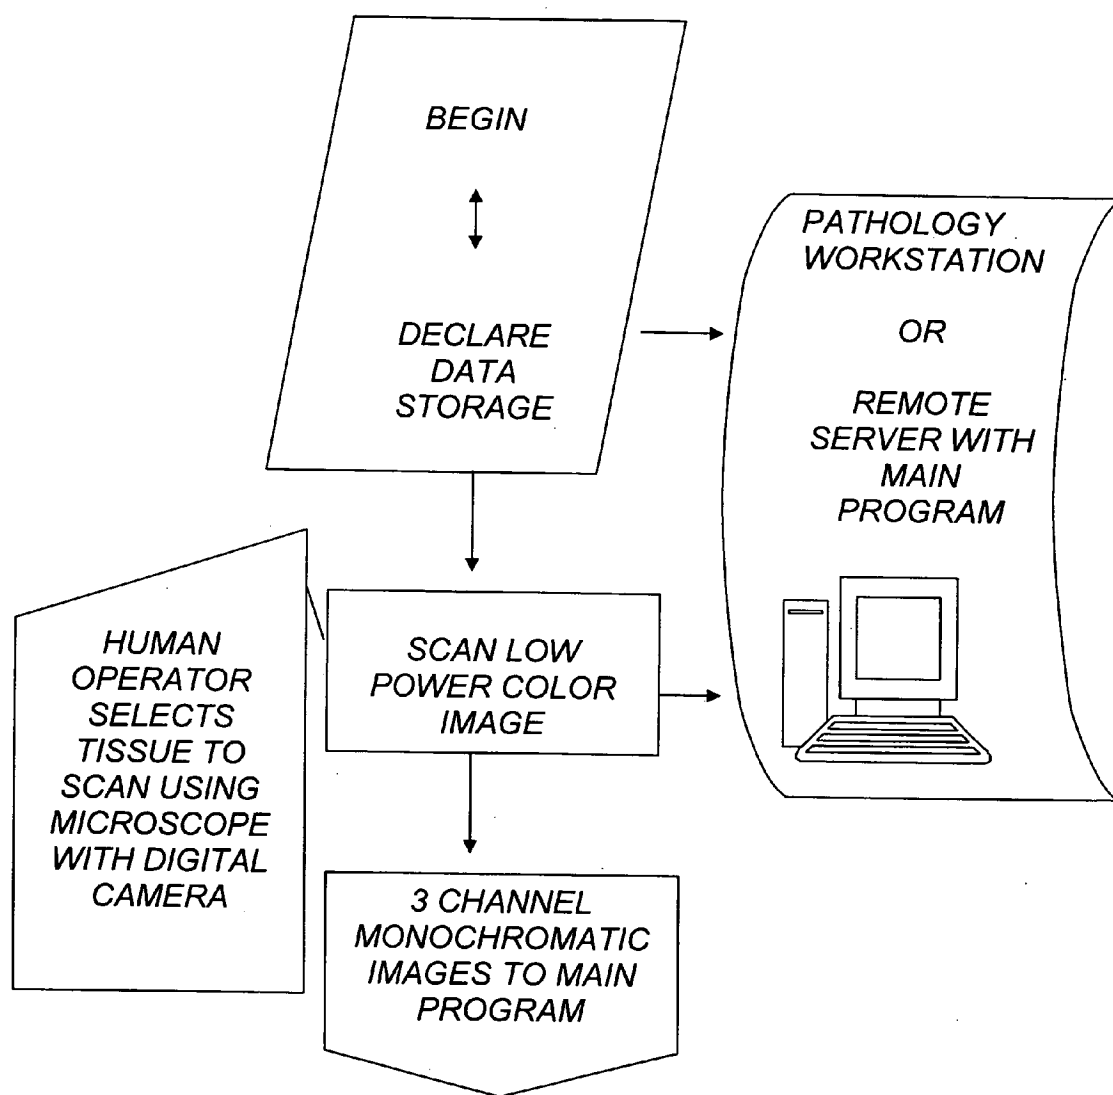 BEGIN
DECLARE
DATA
STORAGE
PATHOLOGY
WORKSTATION
OR
REMOTE
SERVER WITH
MAIN
PROGRAM
HUMAN
OPERATOR
SELECTS
TISSUE TO
SCAN USING
MICROSCOPE
WITH DIGITAL
CAMERA
SCAN LOW
POWER COLOR
IMAGE
3 CHANNEL
MONOCHROMATIC
IMAGES TO MAIN
PROGRAM